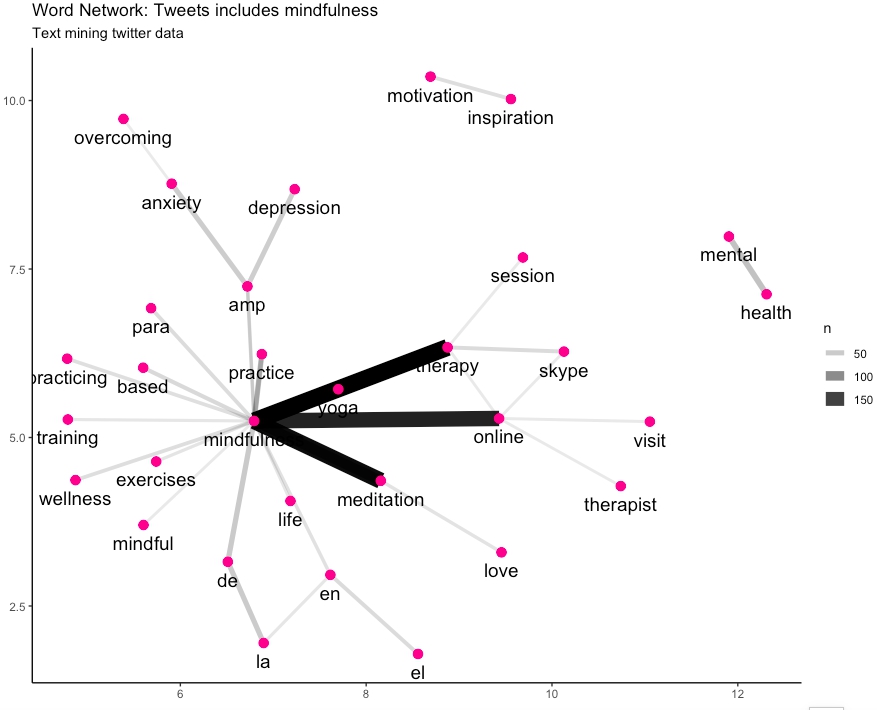 Word Network: Tweets includes mindfulness
Text mining twitter data
10.0
7.5
5.0
2.5
6
8
10
12
motivation
inspiration
overcoming
anxiety
depression
mental
session
health
amp
para
practice
therapy
skype
practicing
based
yoga
training
mindfulness
online
visit
exercises
wellness
meditation
therapist
life
mindful
love
de
en
la
el
n
50
100
150